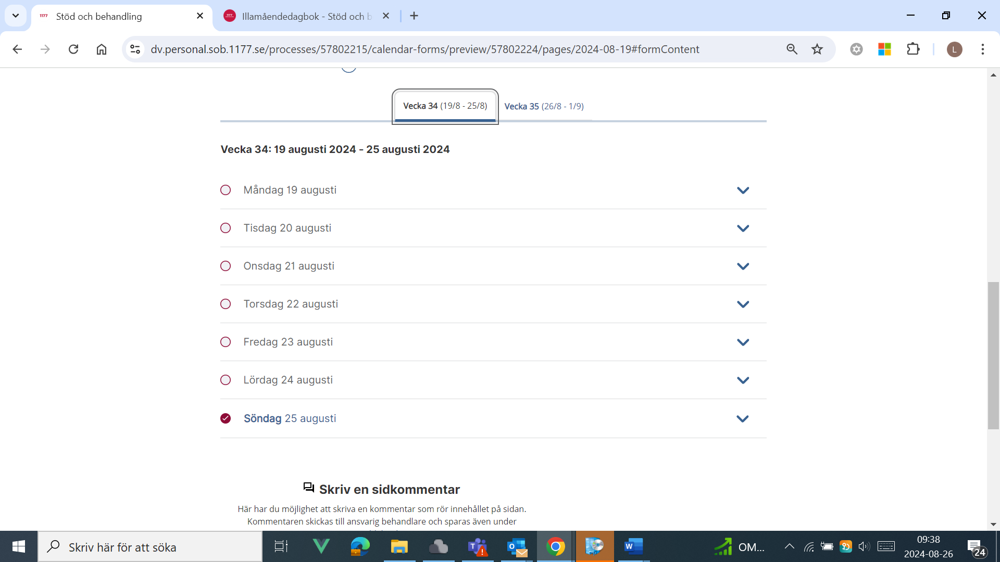 1177 Stöd och behandling
1177 Illamåendedagbok - Stöd och b
dv.personal.sob.1177.se/processes/57802215/calendar-forms/preview/57802224/pages/2024-08-19#formContent
L
Vecka 34 (19/8 - 25/8)
Vecka 35 (26/8 - 1/9)
Vecka 34: 19 augusti 2024 - 25 augusti 2024
Måndag 19 augusti
Tisdag 20 augusti
Onsdag 21 augusti
Torsdag 22 augusti
Fredag 23 augusti
Lördag 24 augusti
Söndag 25 augusti
Skriv en sidkommentar
Här har du möjlighet att skriva en kommentar som rör innehållet på sidan.
Kommentaren skickas till ansvarig behandlare och sparas även under
Skriv här för att söka
OM...
09:38
2024-08-26
24